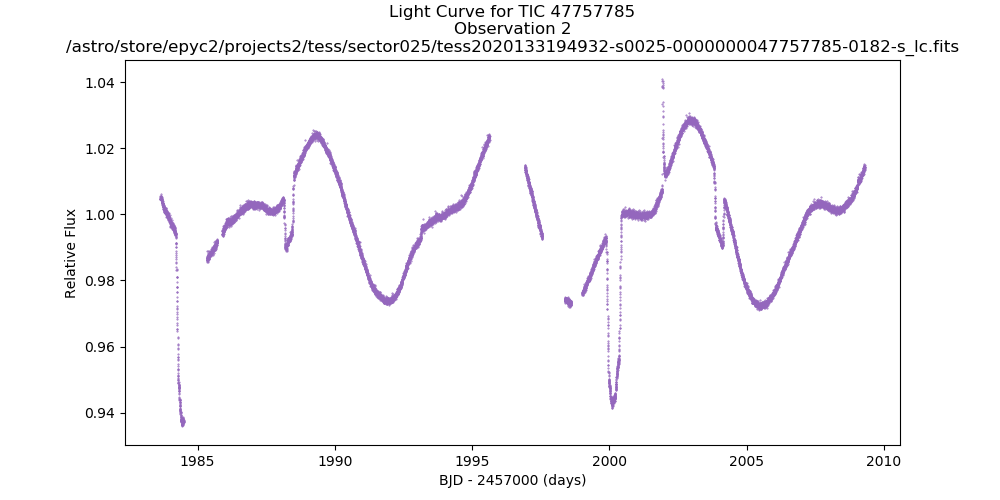 Light Curve for TIC 47757785
Observation 2
/astro/store/epyc2/projects2/tess/sector025/tess2020133194932-s0025-0000000047757785-0182-s_lc.fits
1.04
1.02
1.00
0.98
0.96
0.94
Relative Flux
1985
1990
1995
2000
2005
2010
BJD - 2457000 (days)